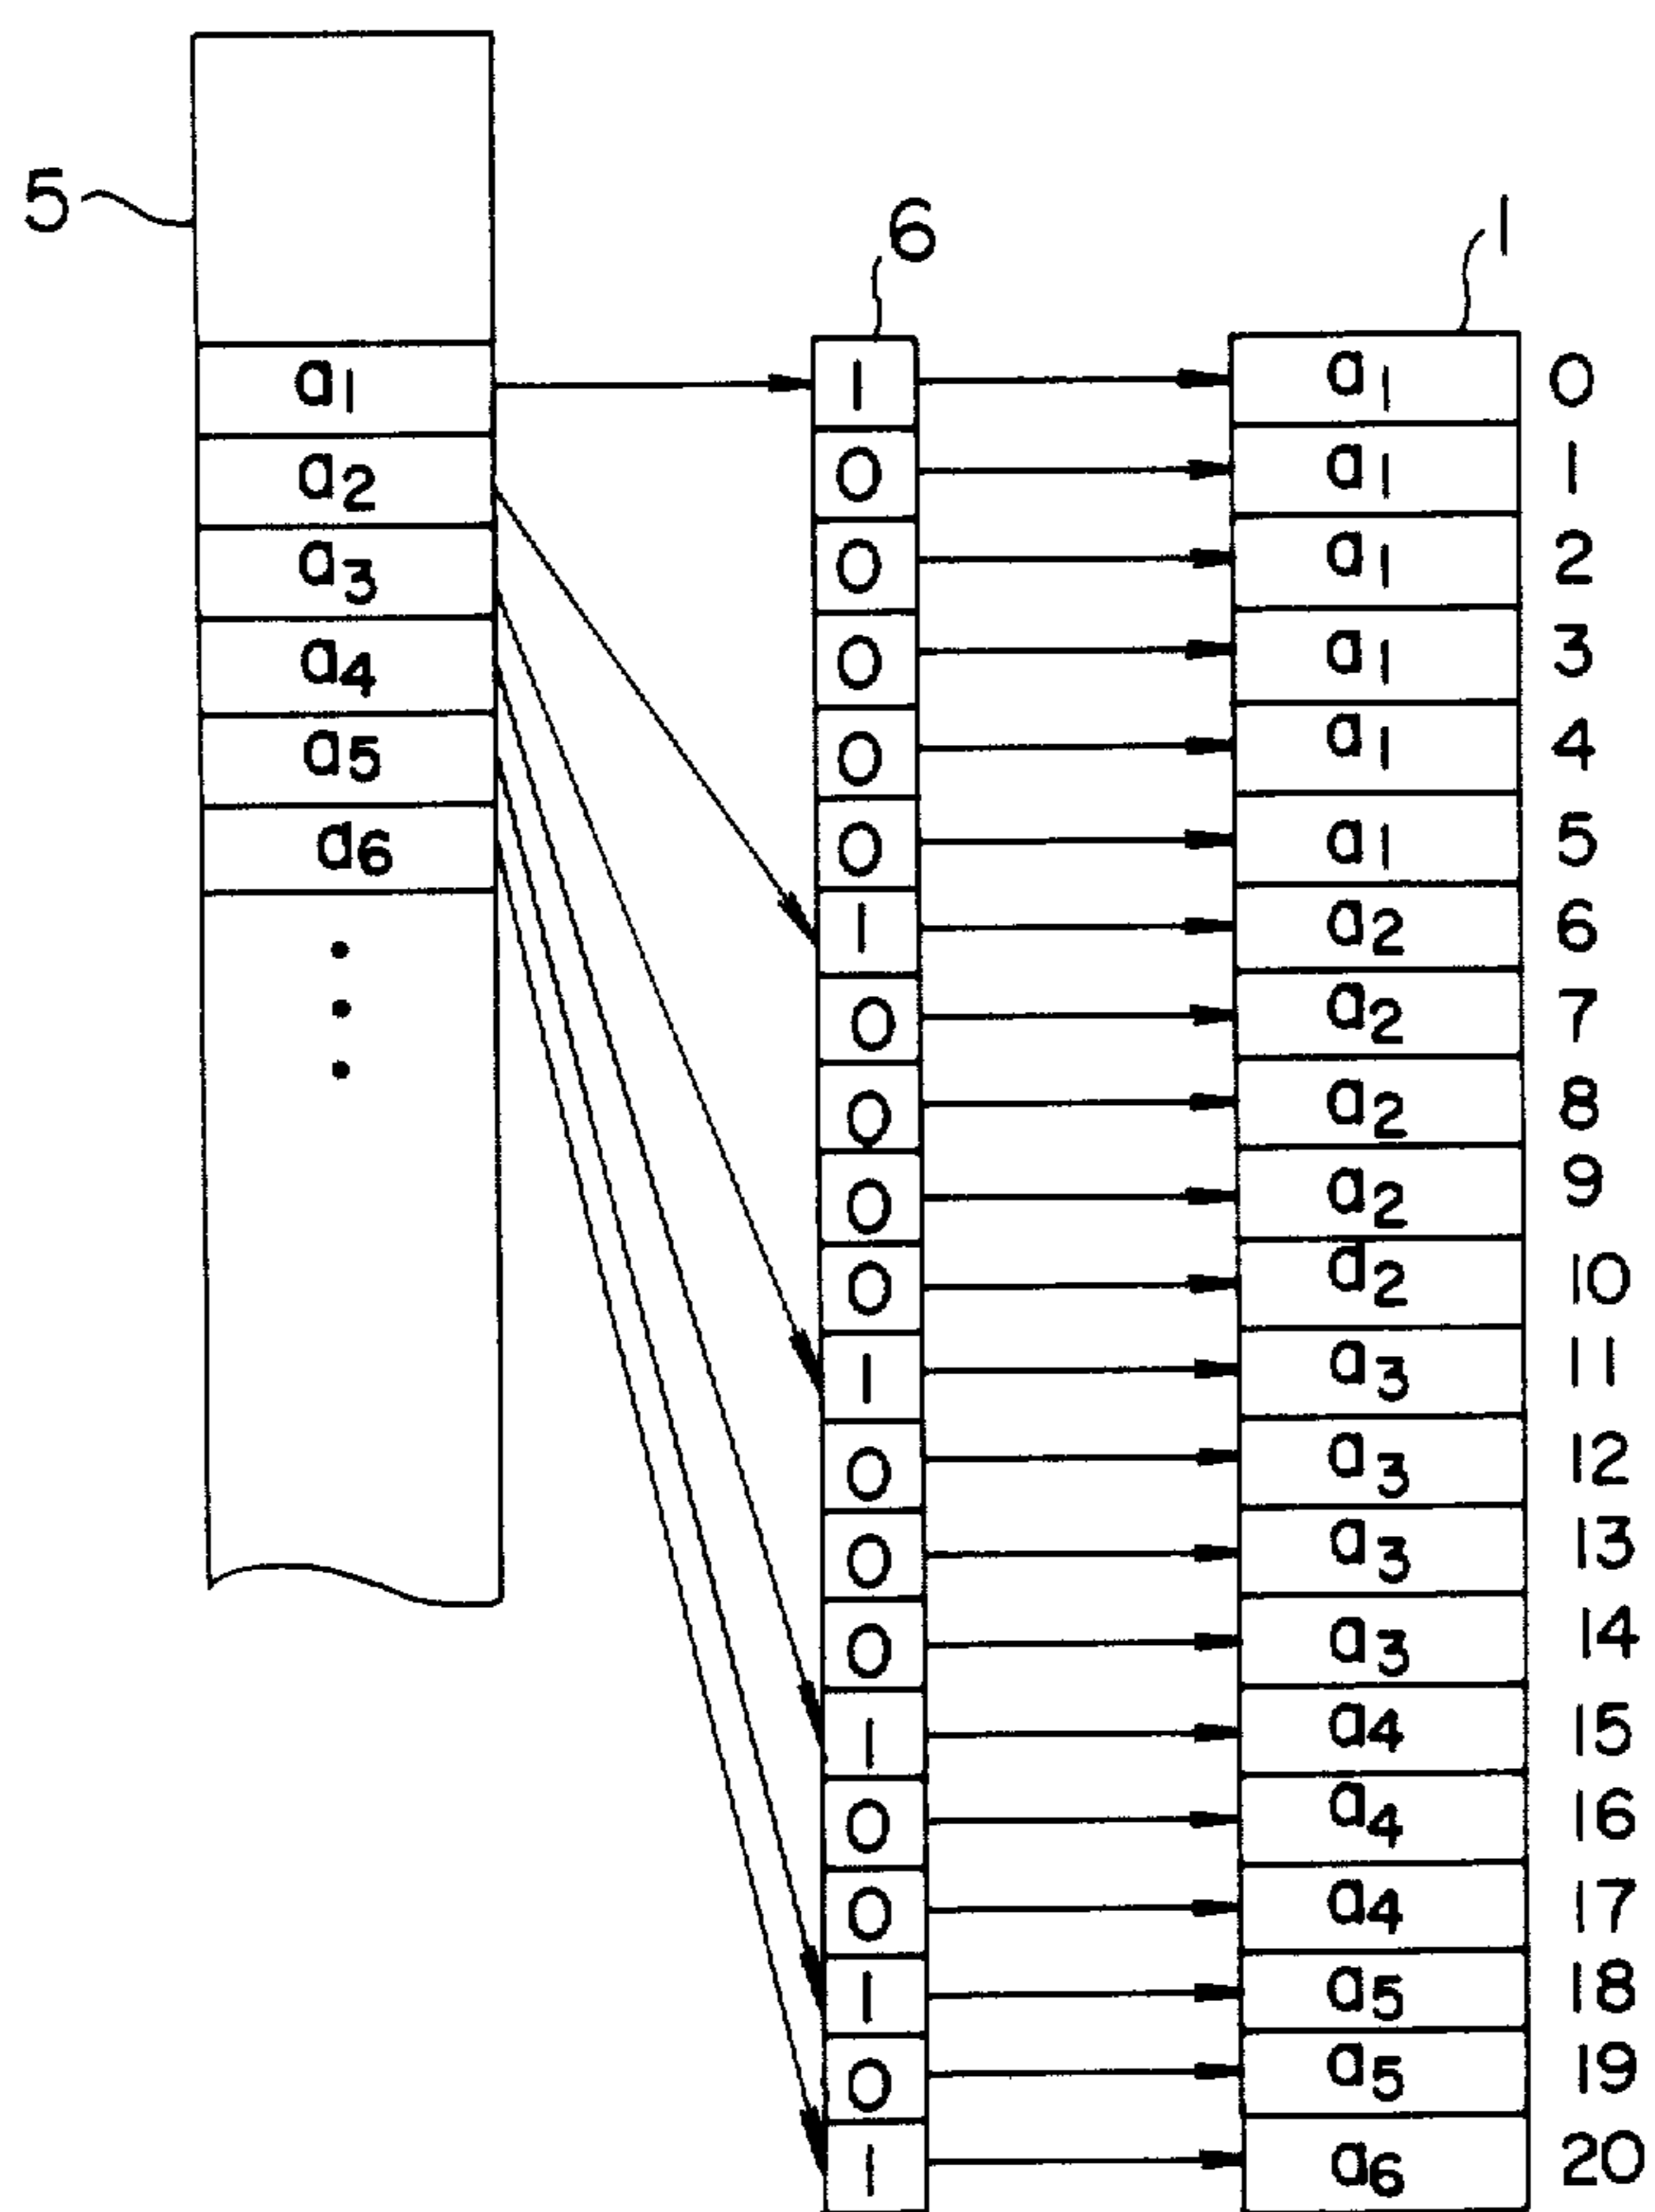 5
6
1
a1 1 a1 0
a2 0 a1 1
a3 0 a1 2
a4 0 a1 3
a5 0 a1 4
a6 0 a1 5
1 a2 6
0 a2 7
0 a2 8
0 a2 9
0 a2 10
1 a3 11
0 a3 12
0 a3 13
0 a3 14
1 a4 15
0 a4 16
0 a4 17
1 a5 18
0 a5 19
1 a6 20